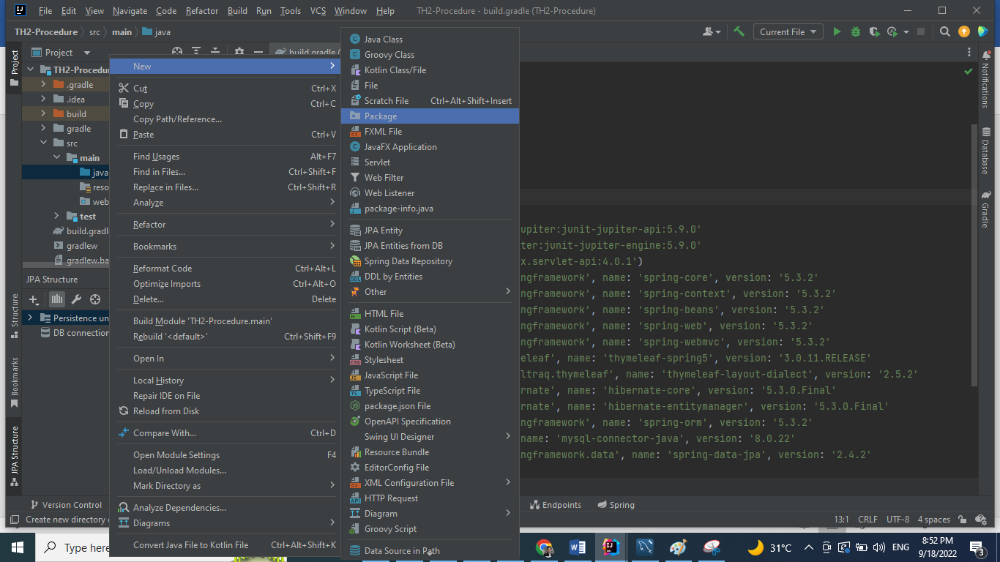 File Edit View Navigate Code Refactor Build Run Tools VCS Window Help TH2-Procedure - build.gradle (TH2-Procedure)
TH2-Procedure src main java Current File
Project build.gradle (
TH2-Procedu
.gradle
.idea
build
gradle
src
main
java
reso
web
test
build.gradl
gradlew
gradlew.ba
JPA Structure
Persistence un
DB connection
Project
Structure
Bookmarks
JPA Structure
New
Cut Ctrl+X
Copy Ctrl+C
Copy Path/Reference...
Paste Ctrl+V
Find Usages Alt+F7
Find in Files... Ctrl+Shift+F
Replace in Files... Ctrl+Shift+R
Analyze
Refactor
Bookmarks
Reformat Code Ctrl+Alt+L
Optimize Imports Ctrl+Alt+O
Delete... Delete
Build Module 'TH2-Procedure.main'
Rebuild '<default>' Ctrl+Shift+F9
Open In
Local History
Repair IDE on File
Reload from Disk
Compare With... Ctrl+D
Open Module Settings F4
Load/Unload Modules...
Mark Directory as
Analyze Dependencies...
Diagrams
Convert Java File to Kotlin File Ctrl+Alt+Shift+K
Java Class
Groovy Class
Kotlin Class/File
File
Scratch File Ctrl+Alt+Shift+Insert
Package
FXML File
JavaFX Application
Servlet
Web Filter
Web Listener
package-info.java
JPA Entity
JPA Entities from DB
Spring Data Repository
DDL by Entities
Other
HTML File
Kotlin Script (Beta)
Kotlin Worksheet (Beta)
Stylesheet
JavaScript File
TypeScript File
package.json File
OpenAPI Specification
Swing UI Designer
Resource Bundle
EditorConfig File
XML Configuration File
HTTP Request
Diagram
Groovy Script
Data Source in Path
upiter:junit-jupiter-api:5.9.0'
ter:junit-jupiter-engine:5.9.0'
x.servlet-api:4.0.1')
ngframework', name: 'spring-core', version: '5.3.2'
ngframework', name: 'spring-context', version: '5.3.2'
ngframework', name: 'spring-beans', version: '5.3.2'
ngframework', name: 'spring-web', version: '5.3.2'
ngframework', name: 'spring-webmvc', version: '5.3.2'
eleaf', name: 'thymeleaf-spring5', version: '3.0.11.RELEASE'
ltraq.thymeleaf', name: 'thymeleaf-layout-dialect', version: '2.5.2'
rnate', name: 'hibernate-core', version: '5.3.0.Final'
rnate', name: 'hibernate-entitymanager', version: '5.3.0.Final'
ngframework', name: 'spring-orm', version: '5.3.2'
name: 'mysql-connector-java', version: '8.0.22'
ngframework.data', name: 'spring-data-jpa', version: '2.4.2'
Notifications
Database
Gradle
Version Control Endpoints Spring
Create new directory 13:1 CRLF UTF-8 4 spaces
Type here 31°C ENG 8:52 PM
9/18/2022
3